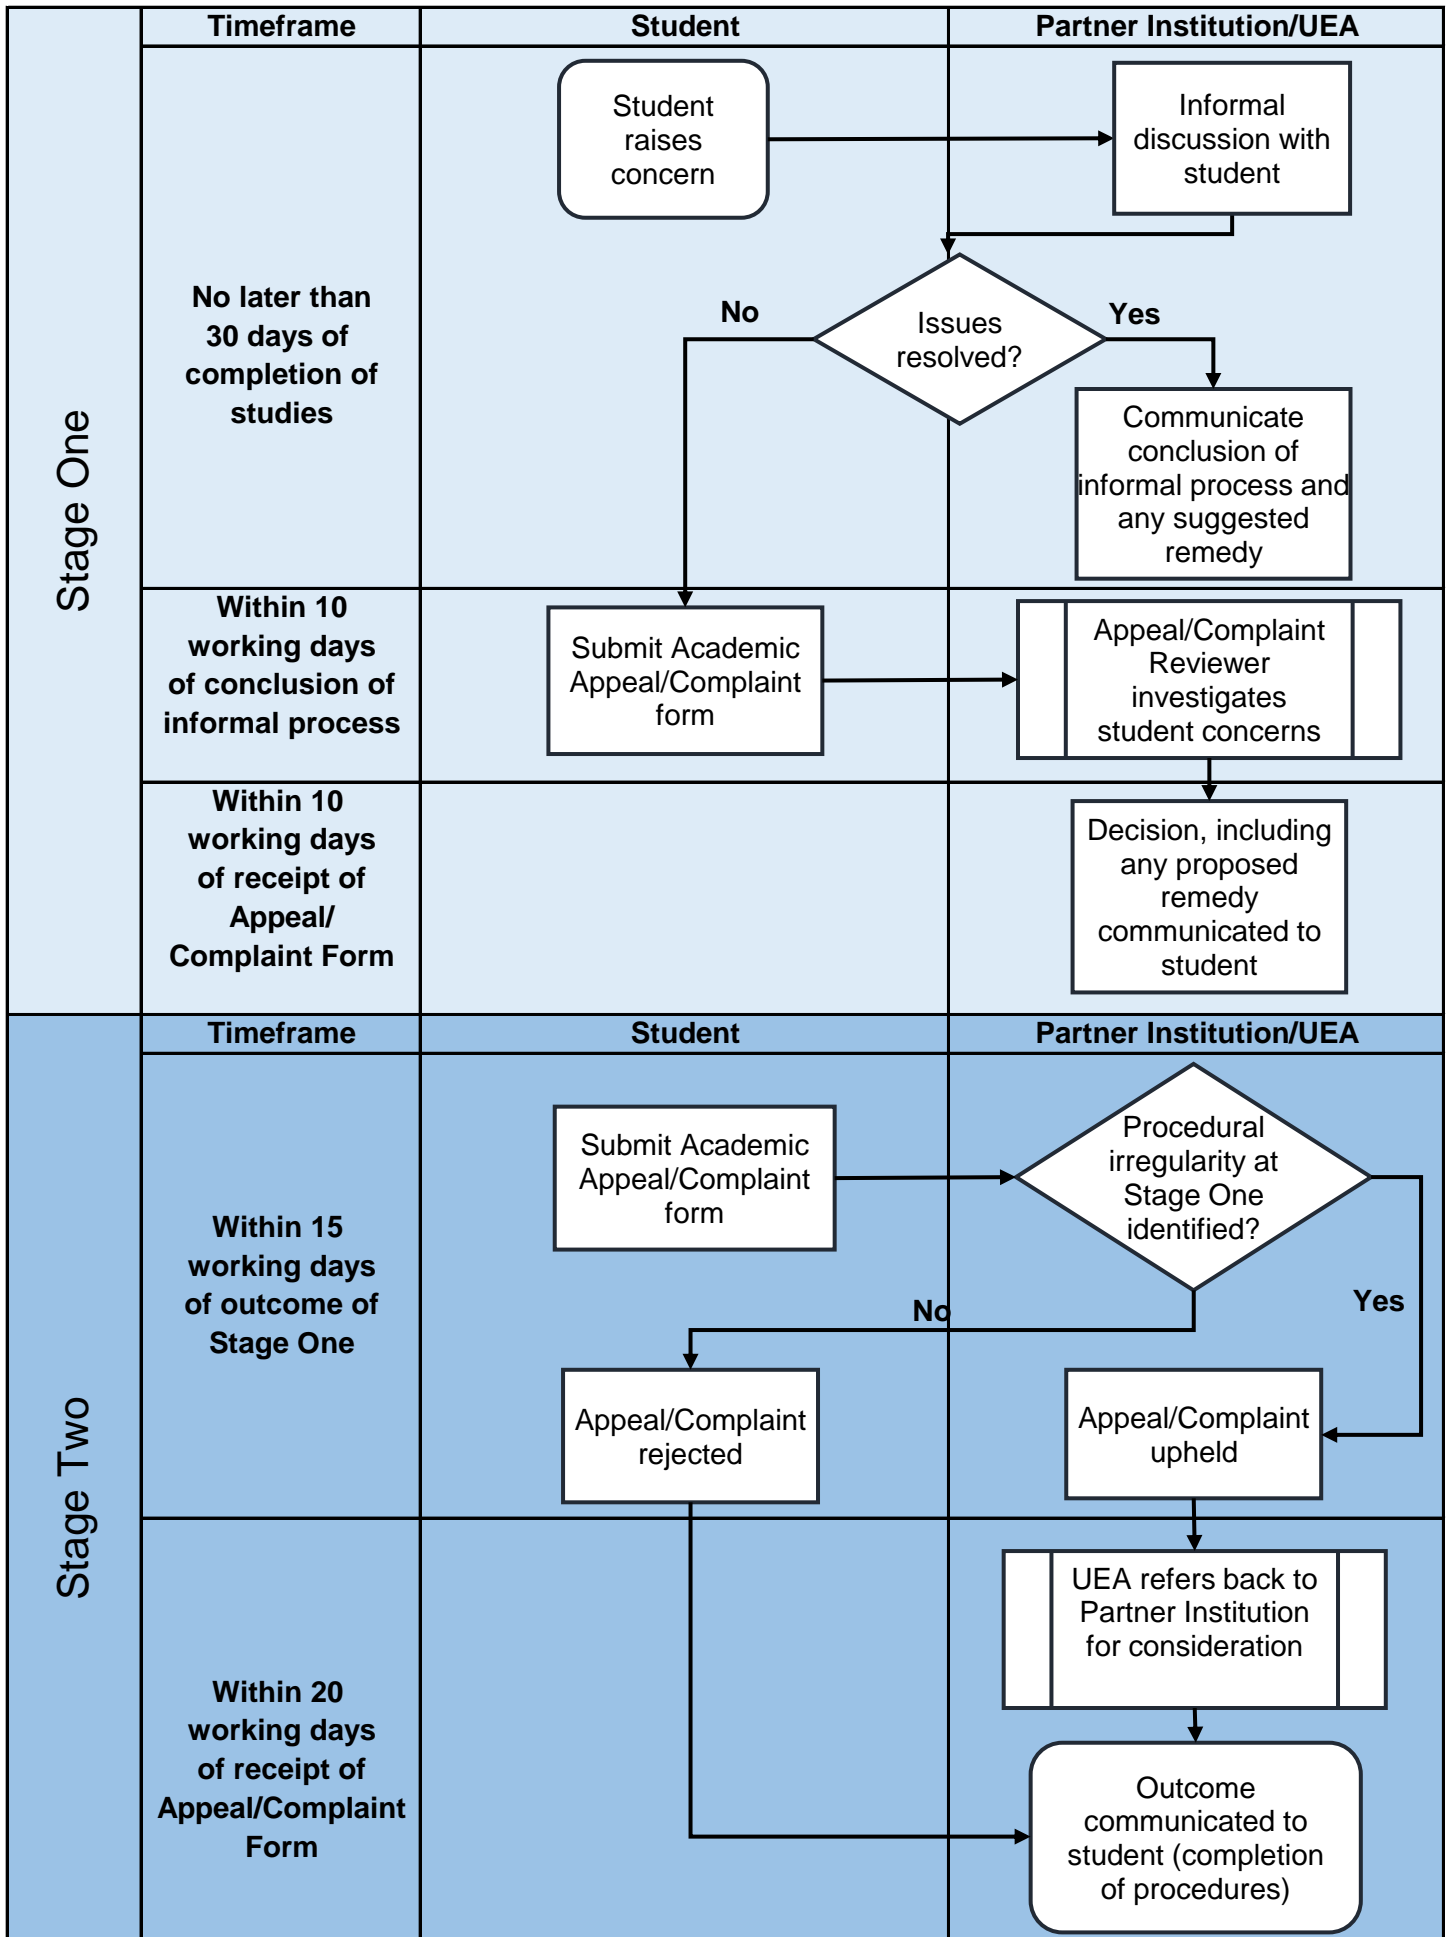 Stage One
Timeframe
Student
Partner Institution/UEA
No later than
30 days of
completion of
studies
Student
raises
concern
Informal
discussion with
student
Issues
resolved?
No
Yes
Communicate
conclusion of
informal process and
any suggested
remedy
Within 10
working days
of conclusion of
informal process
Submit Academic
Appeal/Complaint
form
Appeal/Complaint
Reviewer
investigates
student concerns
Within 10
working days
of receipt of
Appeal/
Complaint Form
Decision, including
any proposed
remedy
communicated to
student
Stage Two
Timeframe
Student
Partner Institution/UEA
Within 15
working days
of outcome of
Stage One
Submit Academic
Appeal/Complaint
form
Procedural
irregularity at
Stage One
identified?
No
Yes
Appeal/Complaint
rejected
Appeal/Complaint
upheld
Within 20
working days
of receipt of
Appeal/Complaint
Form
UEA refers back to
Partner Institution
for consideration
Outcome
communicated to
student (completion
of procedures)